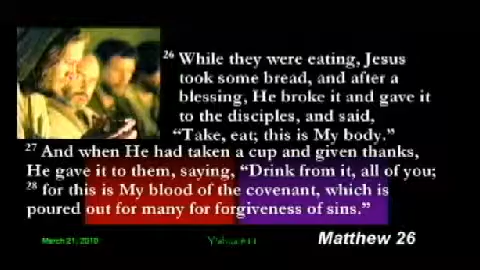 26 While they were eating, Jesus
took some bread, and after a
blessing, He broke it and gave it
to the disciples, and said,
“Take, eat; this is My body.”
27 And when He had taken a cup and given thanks,
He gave it to them, saying, “Drink from it, all of you;
28 for this is My blood of the covenant, which is
poured out for many for forgiveness of sins.”
March 21, 2010
Matthew 26